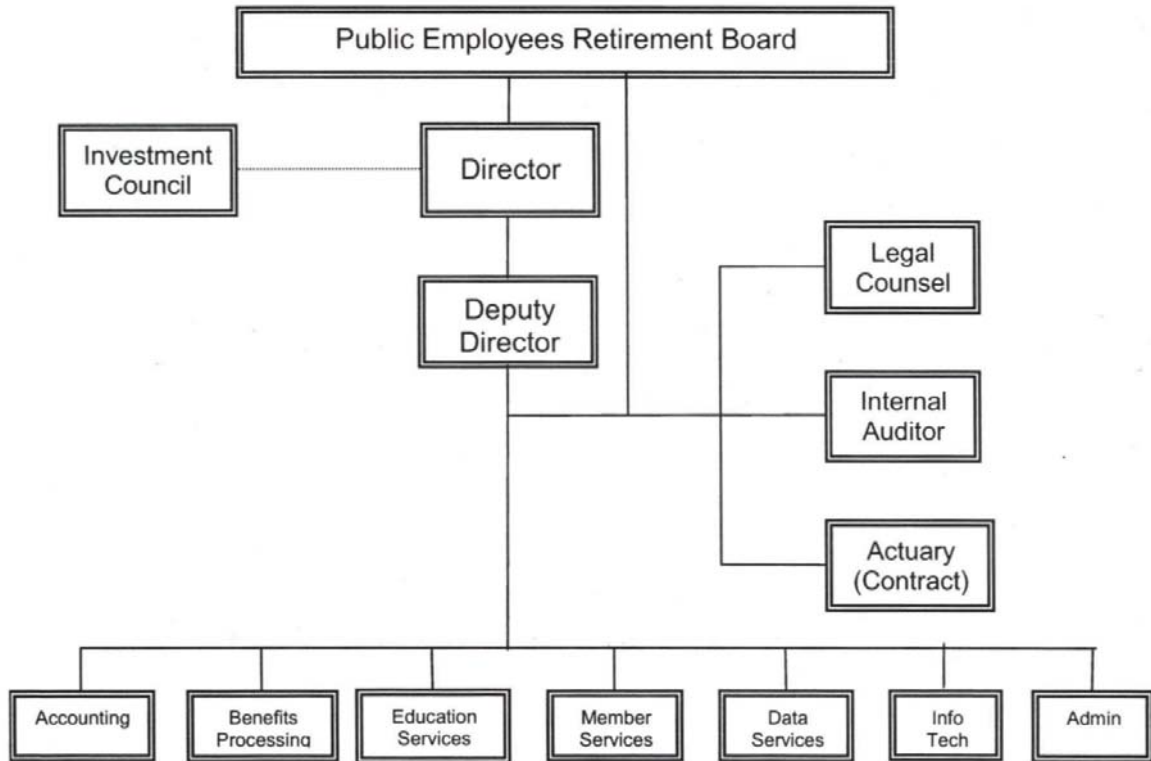 Public Employees Retirement Board
Investment
Council
Director
Legal
Counsel
Deputy
Director
Internal
Auditor
Actuary
(Contract)
Accounting
Benefits
Processing
Education
Services
Member
Services
Data
Services
Info
Tech
Admin